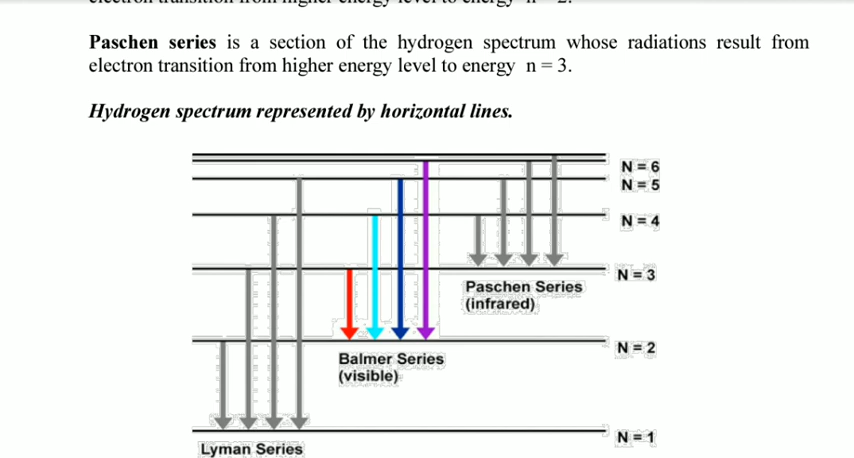 Paschen series is a section of the hydrogen spectrum whose radiations result from
electron transition from higher energy level to energy n = 3.
Hydrogen spectrum represented by horizontal lines.
N = 6
N = 5
N = 4
N = 3
Paschen Series
(infrared)
N = 2
Balmer Series
(visible)
N = 1
Lyman Series